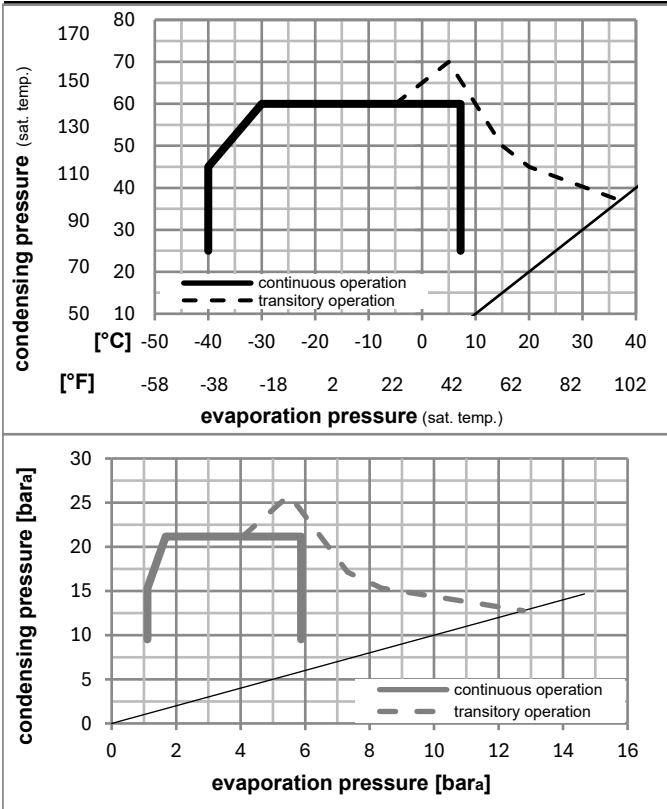 condensing pressure (sat. temp.)
170
150
130
110
90
70
50
80
70
60
50
40
30
20
10
continuous operation
transitory operation
[°C] -50 -40 -30 -20 -10 0 10 20 30 40
[°F] -58 -38 -18 2 22 42 62 82 102
evaporation pressure (sat. temp.)
condensing pressure [bara]
30
25
20
15
10
5
0
continuous operation
transitory operation
0 2 4 6 8 10 12 14 16
evaporation pressure [bara]